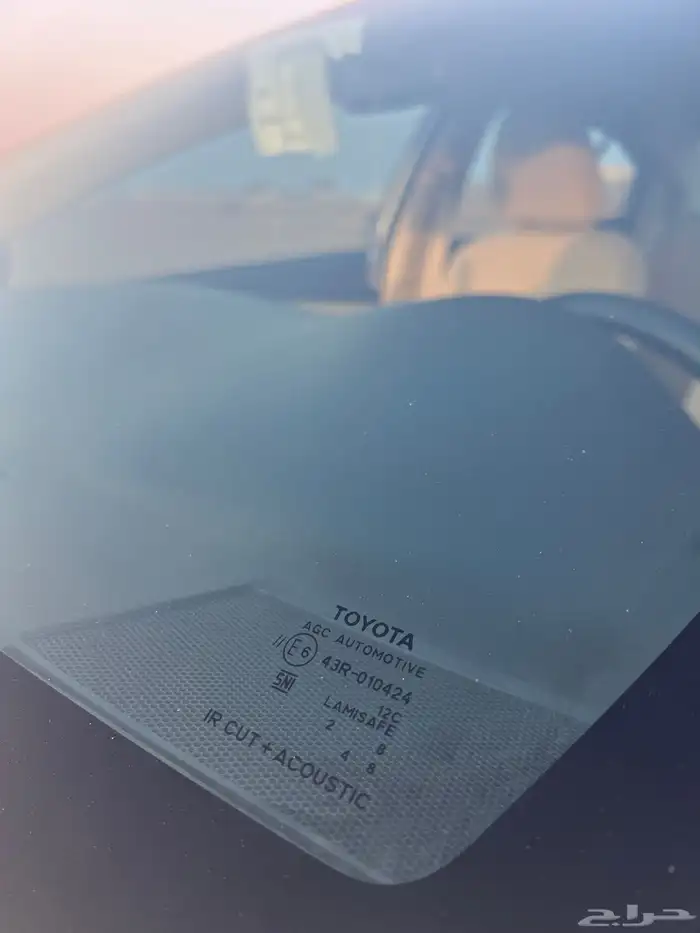 TOYOTA
AGC AUTOMOTIVE
// E6 43R-010424
SNI 12C
LAMISAFE
2 8
4 8
IR CUT + ACOUSTIC
حراج